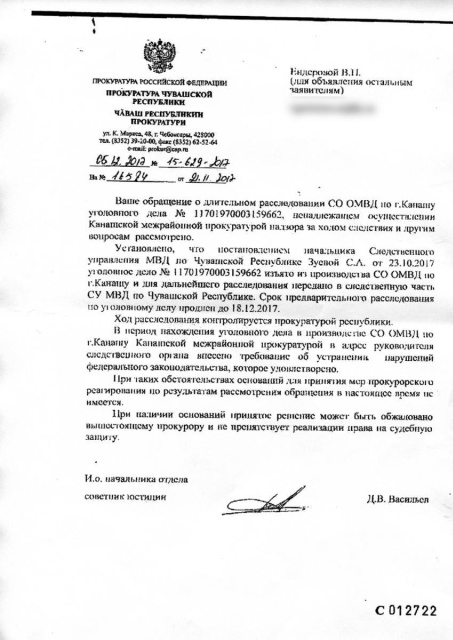 ПРОКУРАТУРА РОССИЙСКОЙ ФЕДЕРАЦИИ
ПРОКУРАТУРА ЧУВАШСКОЙ
РЕСПУБЛИКИ
ЧӐВАШ РЕСПУБЛИКИН
ПРОКУРАТУРИ
ул. К. Маркса, 48, г. Чебоксары, 428000
тел. (8352) 39-20-00, факс (8352) 62-52-64
e-mail: prokur@cap.ru
06.12.2017 № 15-629-2017
На № 16584 от 21.11.2017
Ендеровой В.П.
(для объявления остальным
заявителям)
Ваше обращение о длительном расследовании СО ОМВД по г.Канашу
уголовного дела № 11701970003159662, ненадлежащем осуществлении
Канашской межрайонной прокуратурой надзора за ходом следствия и другим
вопросам рассмотрено.
Установлено, что постановлением начальника Следственного
управления МВД по Чувашской Республике Зуевой С.А. от 23.10.2017
уголовное дело № 11701970003159662 изъято из производства СО ОМВД по
г.Канашу и для дальнейшего расследования передано в следственную часть
СУ МВД по Чувашской Республике. Срок предварительного расследования
по уголовному делу продлен до 18.12.2017.
Ход расследования контролируется прокуратурой республики.
В период нахождения уголовного дела в производстве СО ОМВД по
г.Канашу Канашской межрайонной прокуратурой в адрес руководителя
следственного органа внесено требование об устранении нарушений
федерального законодательства, которое удовлетворено.
При таких обстоятельствах оснований для принятия мер прокурорского
реагирования по результатам рассмотрения обращения в настоящее время не
имеется.
При наличии оснований принятое решение может быть обжаловано
вышестоящему прокурору и не препятствует реализации права на судебную
защиту.
И.о. начальника отдела
советник юстиции
Д.В. Васильев
С 012722